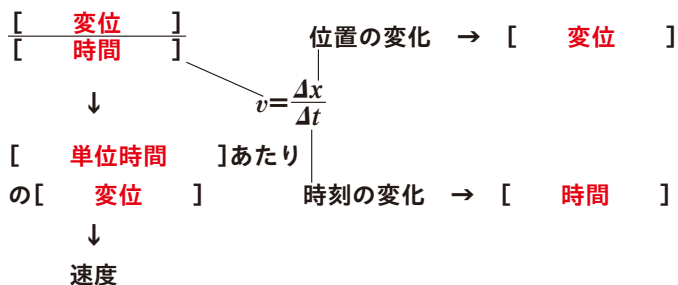 [ 変位 ]
[ 時間 ]
位置の変化 → [ 変位 ]
↓
v=Δx/Δt
[ 単位時間 ]あたり
の[ 変位 ]
時刻の変化 → [ 時間 ]
↓
速度